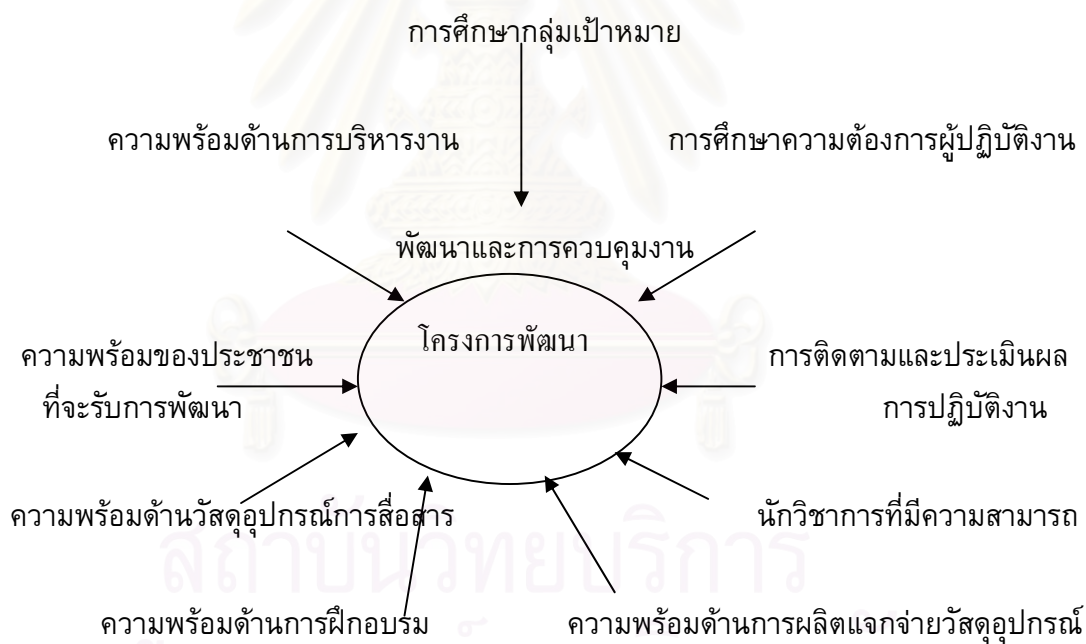 การศึกษากลุ่มเป้าหมาย
ความพร้อมด้านการบริหารงาน
การศึกษาความต้องการผู้ปฏิบัติงาน
พัฒนาและการควบคุมงาน
โครงการพัฒนา
ความพร้อมของประชาชน
ที่จะรับการพัฒนา
การติดตามและประเมินผล
การปฏิบัติงาน
ความพร้อมด้านวัสดุอุปกรณ์การสื่อสาร
นักวิชาการที่มีความสามารถ
สถาบันวิทยบริการ
ความพร้อมด้านการฝึกอบรม
ความพร้อมด้านการผลิตแจกจ่ายวัสดุอุปกรณ์